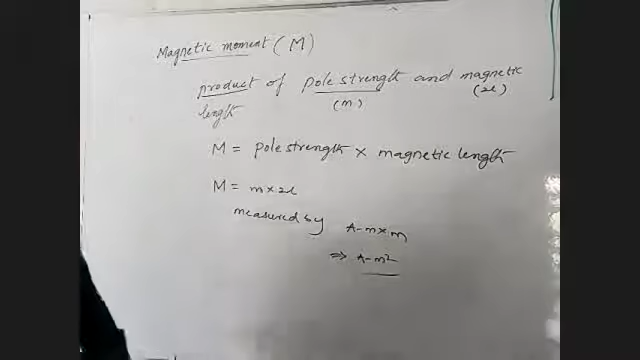 Magnetic moment (M)
product of pole strength and magnetic
(m) (2l)
length
M = pole strength × magnetic length
M = m×2l
measured by A-m×m
⇒ A-m²